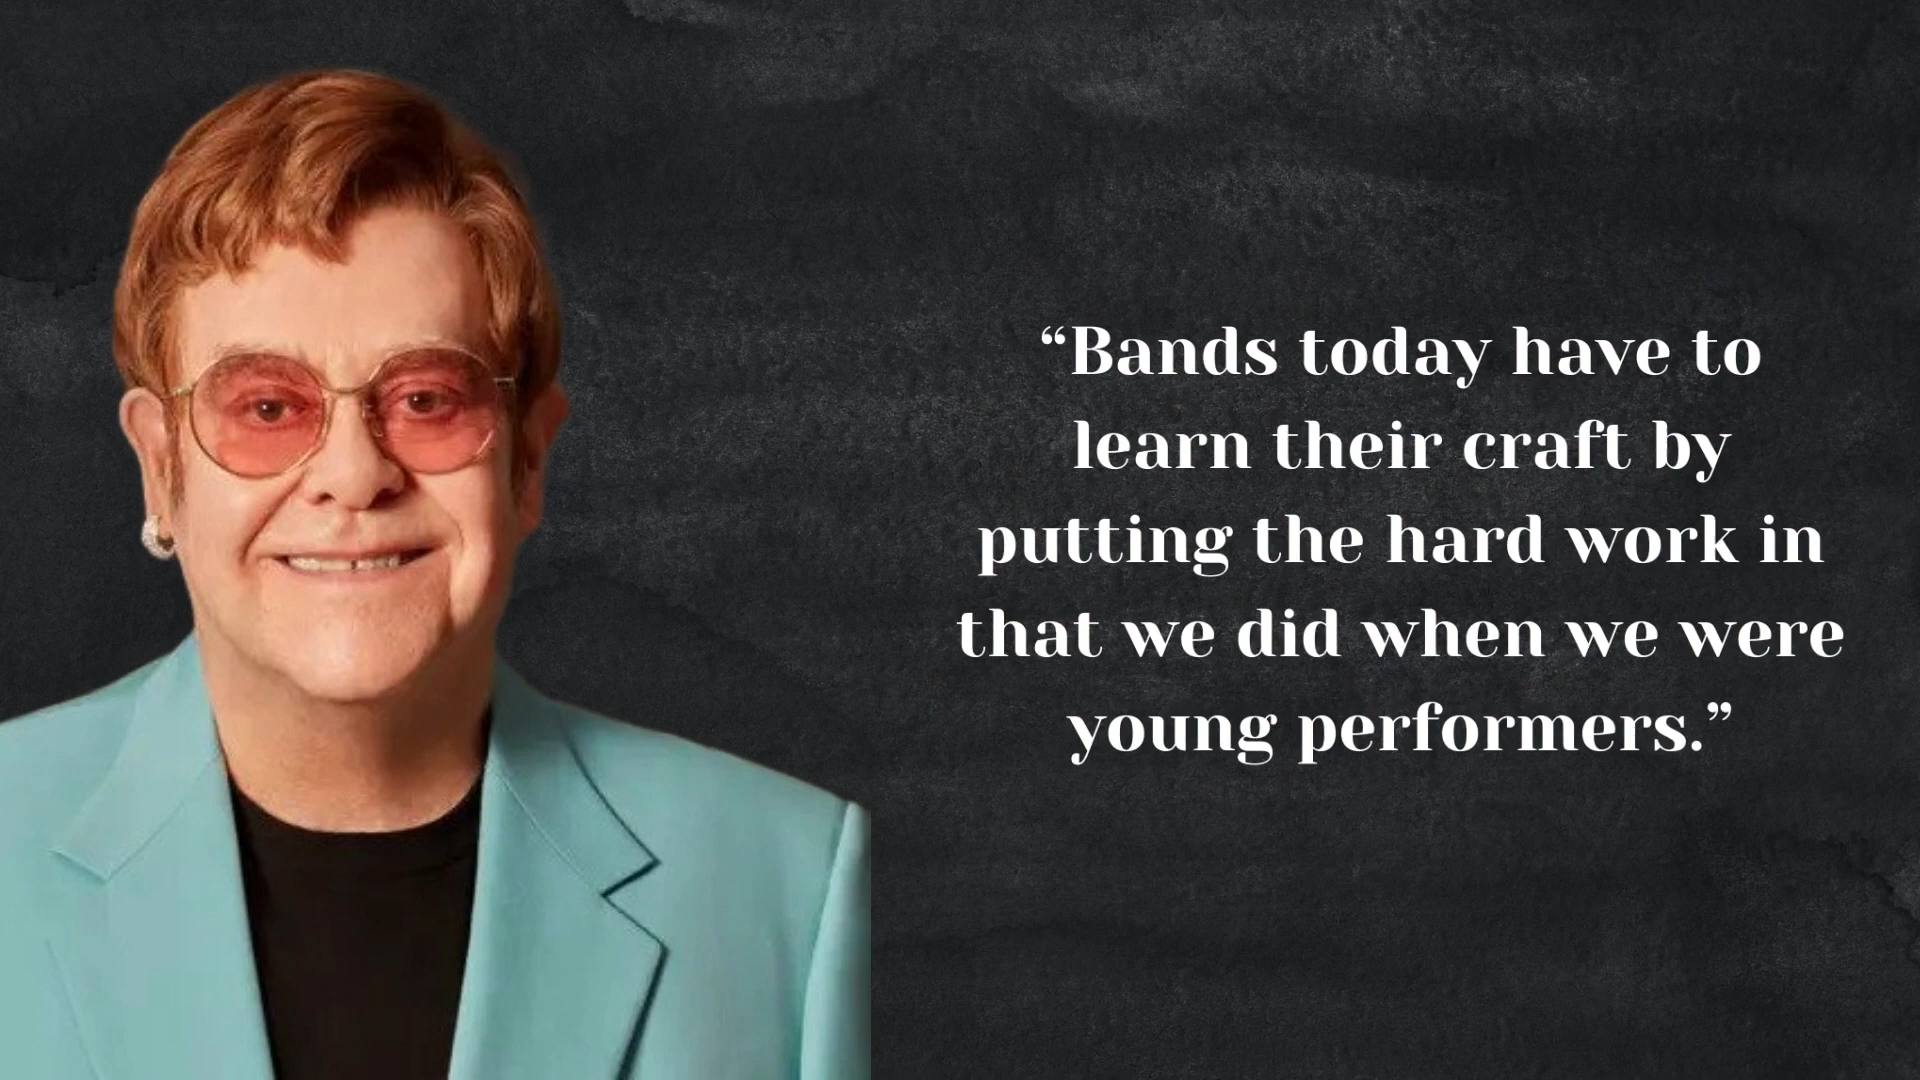 “Bands today have to
learn their craft by
putting the hard work in
that we did when we were
young performers.”